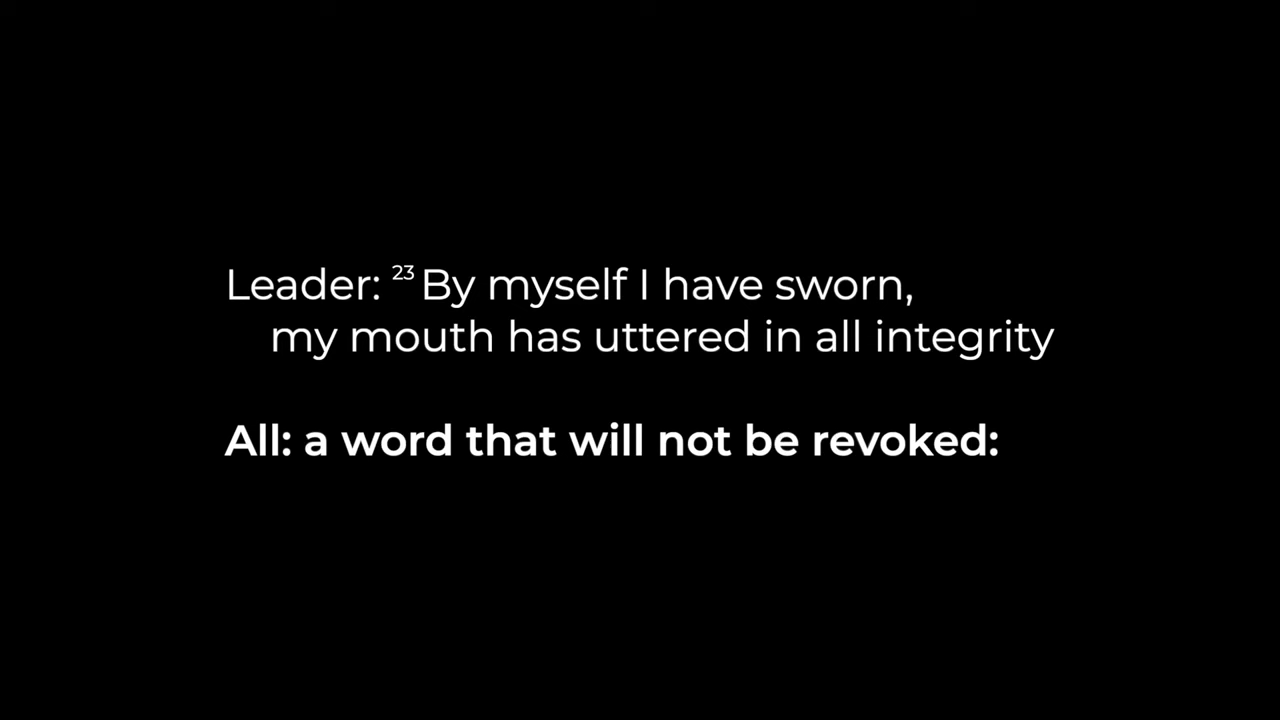 Leader: 23 By myself I have sworn,
my mouth has uttered in all integrity
All: a word that will not be revoked: